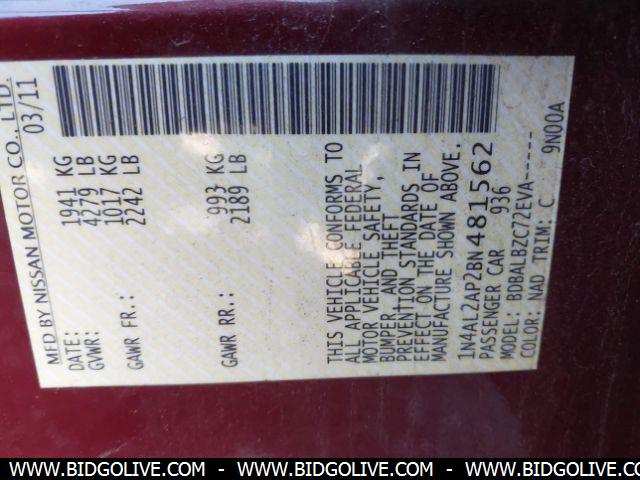 MFD BY NISSAN MOTOR CO., LTD.
DATE: 03/11
GVWR: 1941 KG
4279 LB
GAWR FR.: 1017 KG
2242 LB
GAWR RR.: 993 KG
2189 LB
THIS VEHICLE CONFORMS TO
ALL APPLICABLE FEDERAL
MOTOR VEHICLE SAFETY,
BUMPER, AND THEFT
PREVENTION STANDARDS IN
EFFECT ON THE DATE OF
MANUFACTURE SHOWN ABOVE.
1N4AL2AP2BN481562
PASSENGER CAR 936
MODEL: BDBALBZC72EVA-----
COLOR: NAD TRIM: C 9N00A
WWW.BIDGOLIVE.COM - WWW.BIDGOLIVE.COM - WWW.BIDGOLIVE.COM